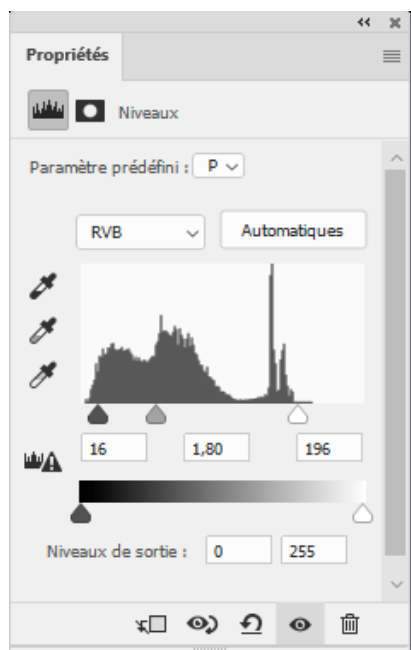 Propriétés
Niveaux
Paramètre prédéfini : P
RVB
Automatiques
16 1,80 196
Niveaux de sortie : 0 255